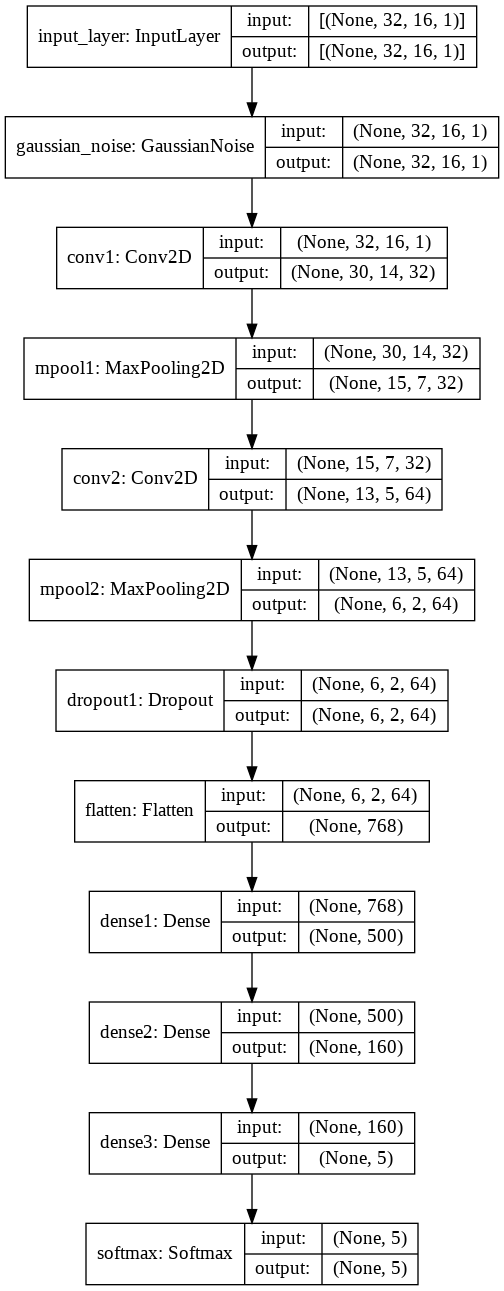 input_layer: InputLayer
input: [(None, 32, 16, 1)]
output: [(None, 32, 16, 1)]
gaussian_noise: GaussianNoise
input: (None, 32, 16, 1)
output: (None, 32, 16, 1)
conv1: Conv2D
input: (None, 32, 16, 1)
output: (None, 30, 14, 32)
mpool1: MaxPooling2D
input: (None, 30, 14, 32)
output: (None, 15, 7, 32)
conv2: Conv2D
input: (None, 15, 7, 32)
output: (None, 13, 5, 64)
mpool2: MaxPooling2D
input: (None, 13, 5, 64)
output: (None, 6, 2, 64)
dropout1: Dropout
input: (None, 6, 2, 64)
output: (None, 6, 2, 64)
flatten: Flatten
input: (None, 6, 2, 64)
output: (None, 768)
dense1: Dense
input: (None, 768)
output: (None, 500)
dense2: Dense
input: (None, 500)
output: (None, 160)
dense3: Dense
input: (None, 160)
output: (None, 5)
softmax: Softmax
input: (None, 5)
output: (None, 5)